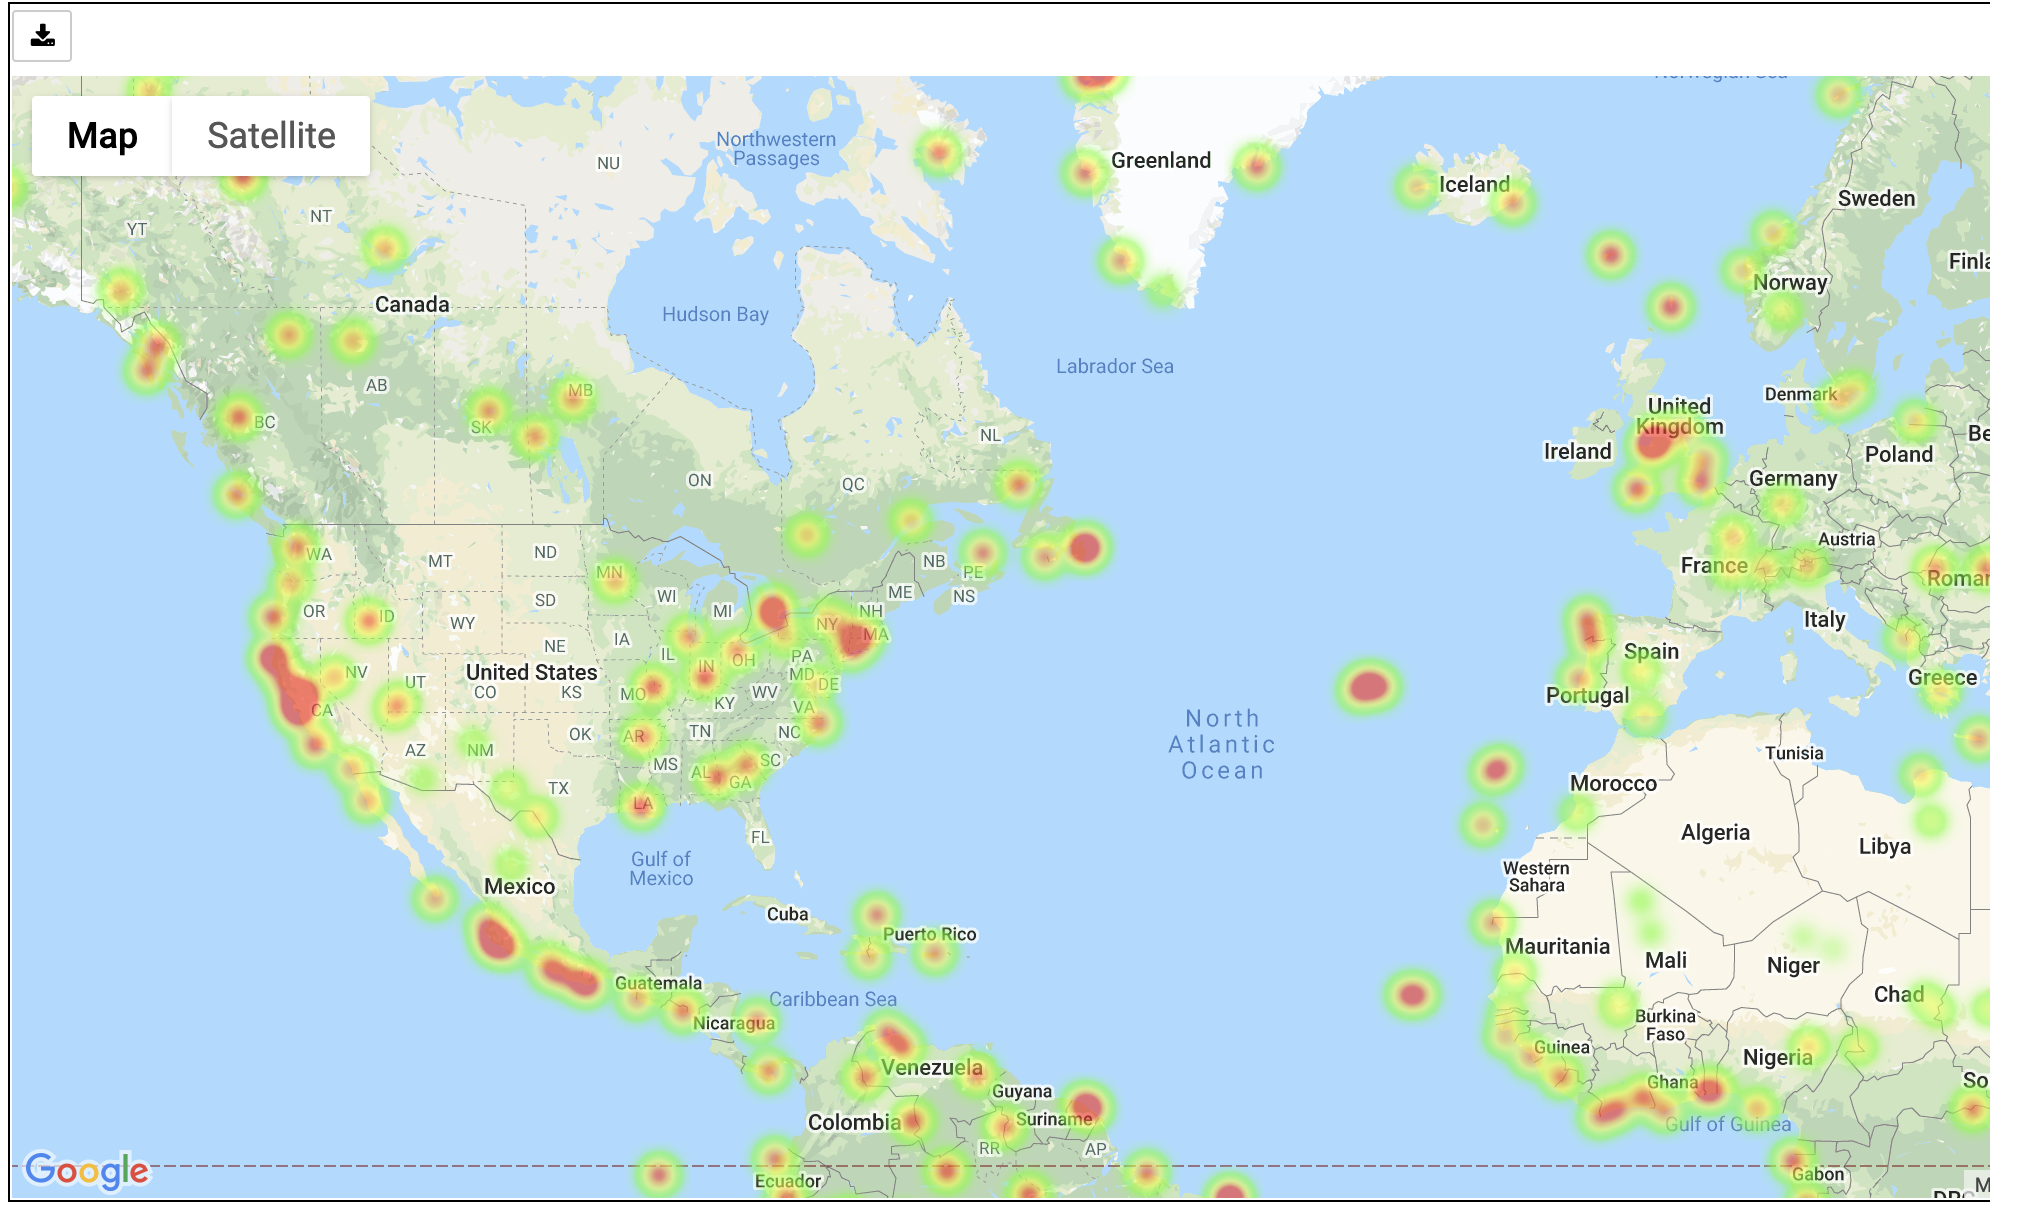 Norwegian Sea
Map
Satellite
Northwestern
Passages
NU
Greenland
Iceland
Sweden
NT
YT
Finla
Norway
Canada
Hudson Bay
Labrador Sea
AB
MB
Denmark
BC
SK
NL
United
Kingdom
Ireland
Be
Poland
ON
QC
Germany
WA
MT
ND
NB
PE
Austria
France
MN
Roma
OR
ID
SD
WY
WI
MI
ME
NS
NH
NY
MA
Italy
NE
IA
IL
IN
OH
PA
Spain
NV
UT
United States
CO
KS
MO
MD
DE
WV
KY
VA
Greece
Portugal
CA
North
Atlantic
Ocean
AZ
NM
OK
AR
TN
NC
MS
AL
GA
SC
Tunisia
Morocco
TX
LA
FL
Algeria
Libya
Gulf of
Mexico
Western
Sahara
Mexico
Cuba
Puerto Rico
Mauritania
Mali
Niger
Chad
Guatemala
Caribbean Sea
Nicaragua
Burkina
Faso
Guinea
Nigeria
Venezuela
Guyana
Ghana
So
Colombia
Suriname
Gulf of Guinea
RR
AP
Google
Ecuador
Gabon
M